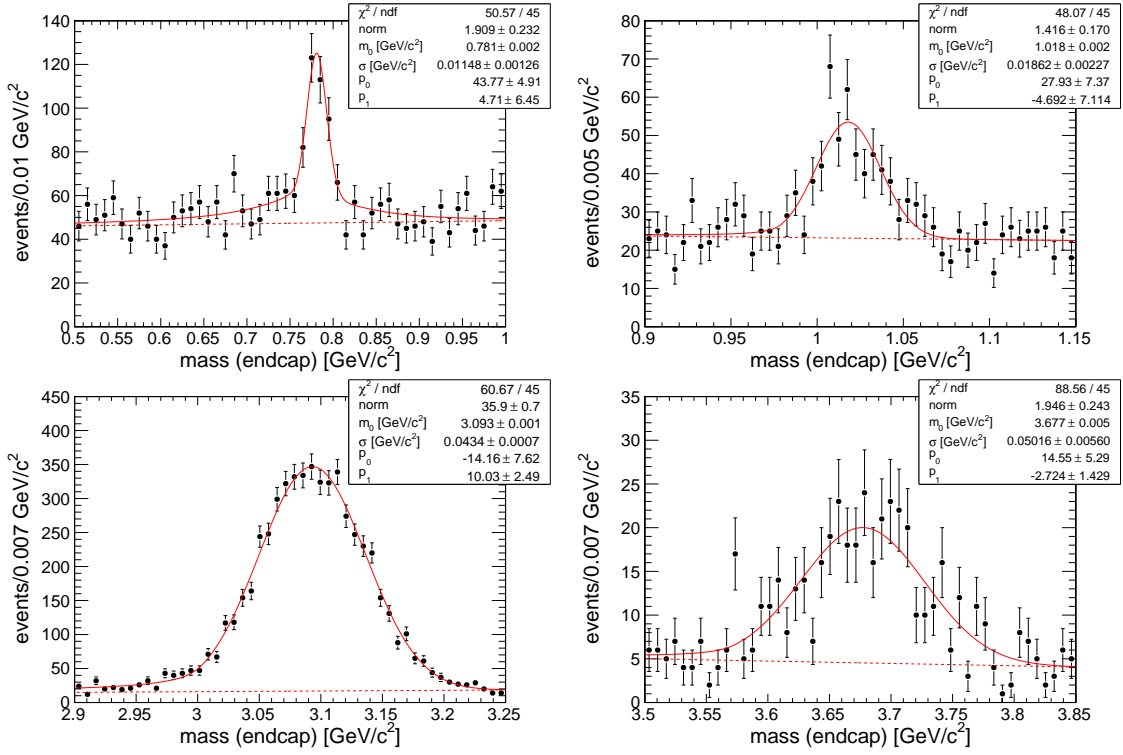 χ² / ndf 50.57 / 45
norm 1.909 ± 0.232
m₀ [GeV/c²] 0.781 ± 0.002
σ [GeV/c²] 0.01148 ± 0.00126
p₀ 43.77 ± 4.91
p₁ 4.71 ± 6.45
events/0.01 GeV/c²
140
120
100
80
60
40
20
0
0.5 0.55 0.6 0.65 0.7 0.75 0.8 0.85 0.9 0.95 1
mass (endcap) [GeV/c²]
χ² / ndf 48.07 / 45
norm 1.416 ± 0.170
m₀ [GeV/c²] 1.018 ± 0.002
σ [GeV/c²] 0.01862 ± 0.00227
p₀ 27.93 ± 7.37
p₁ -4.692 ± 7.114
events/0.005 GeV/c²
80
70
60
50
40
30
20
10
0
0.9 0.95 1 1.05 1.1 1.15
mass (endcap) [GeV/c²]
χ² / ndf 60.67 / 45
norm 35.9 ± 0.7
m₀ [GeV/c²] 3.093 ± 0.001
σ [GeV/c²] 0.0434 ± 0.0007
p₀ -14.16 ± 7.62
p₁ 10.03 ± 2.49
events/0.007 GeV/c²
450
400
350
300
250
200
150
100
50
0
2.9 2.95 3 3.05 3.1 3.15 3.2 3.25
mass (endcap) [GeV/c²]
χ² / ndf 88.56 / 45
norm 1.946 ± 0.243
m₀ [GeV/c²] 3.677 ± 0.005
σ [GeV/c²] 0.05016 ± 0.00560
p₀ 14.55 ± 5.29
p₁ -2.724 ± 1.429
events/0.007 GeV/c²
35
30
25
20
15
10
5
0
3.5 3.55 3.6 3.65 3.7 3.75 3.8 3.85
mass (endcap) [GeV/c²]